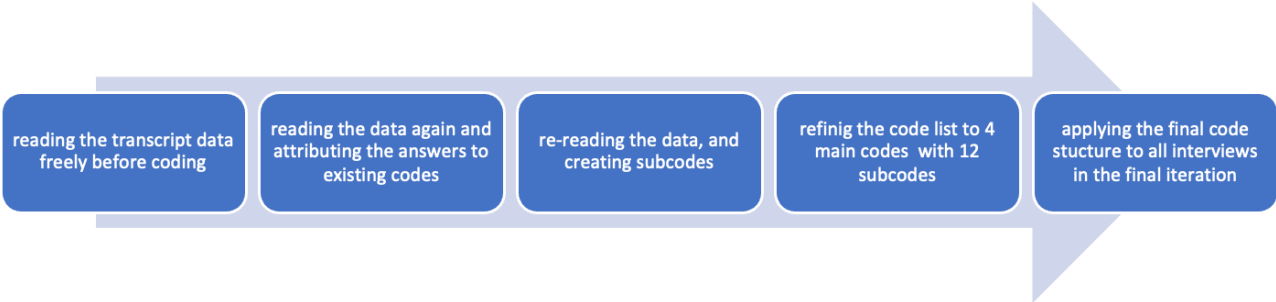 reading the transcript data
freely before coding
reading the data again and
attributing the answers to
existing codes
re-reading the data, and
creating subcodes
refinig the code list to 4
main codes with 12
subcodes
applying the final code
stucture to all interviews
in the final iteration